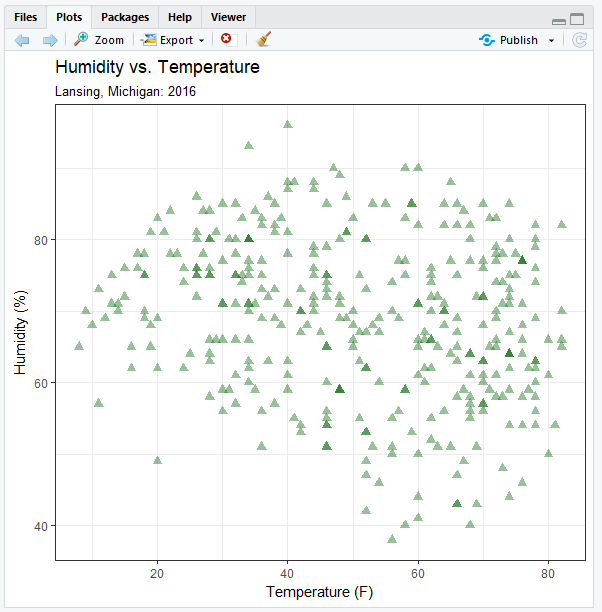 Files Plots Packages Help Viewer
Zoom Export Publish
Humidity vs. Temperature
Lansing, Michigan: 2016
Humidity (%)
80
60
40
20 40 60 80
Temperature (F)